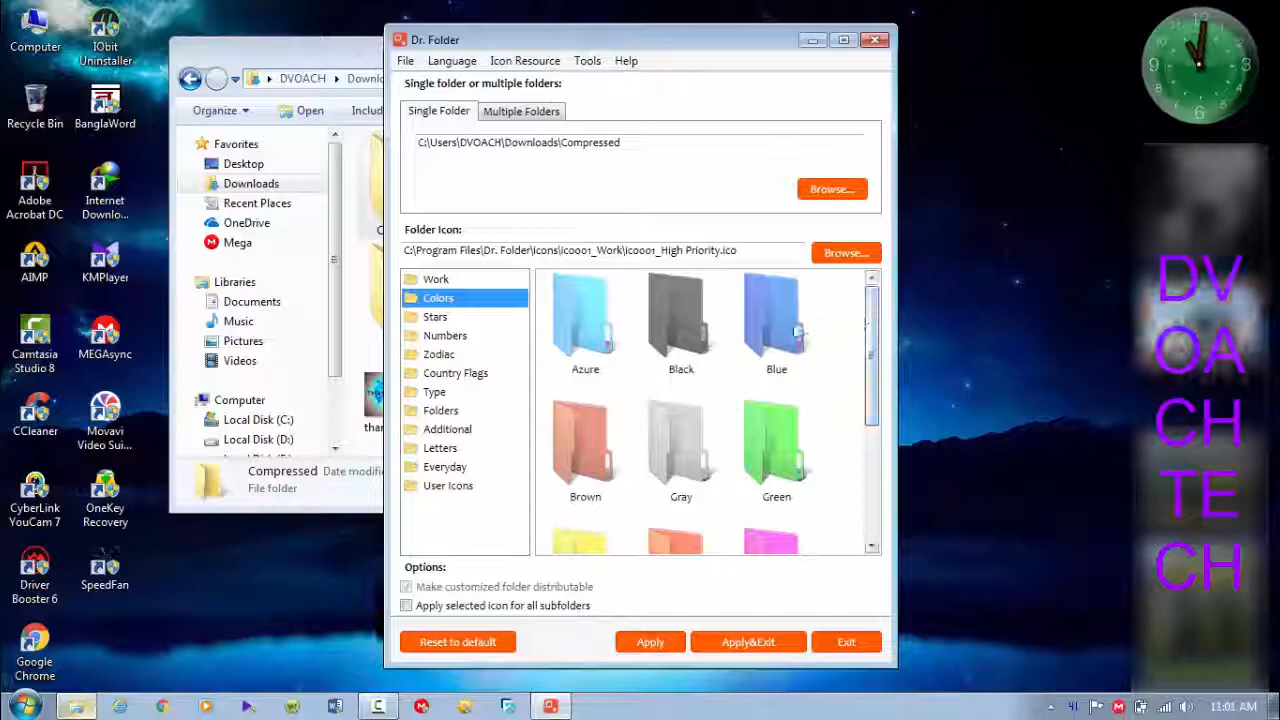 Computer
IObit
Uninstaller
Recycle Bin
BanglaWord
Adobe
Acrobat DC
Internet
Downlo...
AIMP
KMPlayer
Camtasia
Studio 8
MEGAsync
CCleaner
Movavi
Video Sui...
CyberLink
YouCam 7
OneKey
Recovery
Driver
Booster 6
SpeedFan
Google
Chrome
DVOACH
Organize
Open
Favorites
Desktop
Downloads
Recent Places
OneDrive
Mega
Libraries
Documents
Music
Pictures
Videos
Computer
Local Disk (C:)
Local Disk (D:)
Compressed
File folder
Dr. Folder
File Language Icon Resource Tools Help
Single folder or multiple folders:
Single Folder Multiple Folders
C:\Users\DVOACH\Downloads\Compressed
Browse...
Folder Icon:
C:\Program Files\Dr. Folder\icons\ico001_Work\ico001_High Priority.ico
Browse...
Work
Colors
Stars
Numbers
Zodiac
Country Flags
Type
Folders
Additional
Letters
Everyday
User Icons
Azure Black Blue
Brown Gray Green
Options:
Make customized folder distributable
Apply selected icon for all subfolders
Reset to default Apply Apply&Exit Exit
12
3
6
9
DV
OA
CH
TE
CH
11:01 AM